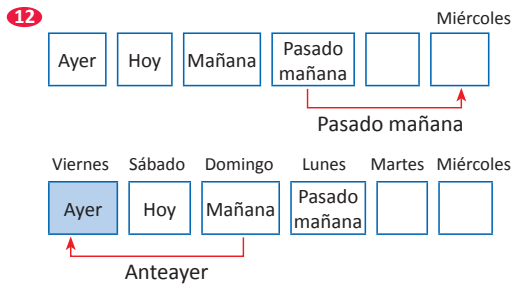 12
Miércoles
Ayer Hoy Mañana Pasado mañana
Pasado mañana
Viernes Sábado Domingo Lunes Martes Miércoles
Ayer Hoy Mañana Pasado mañana
Anteayer